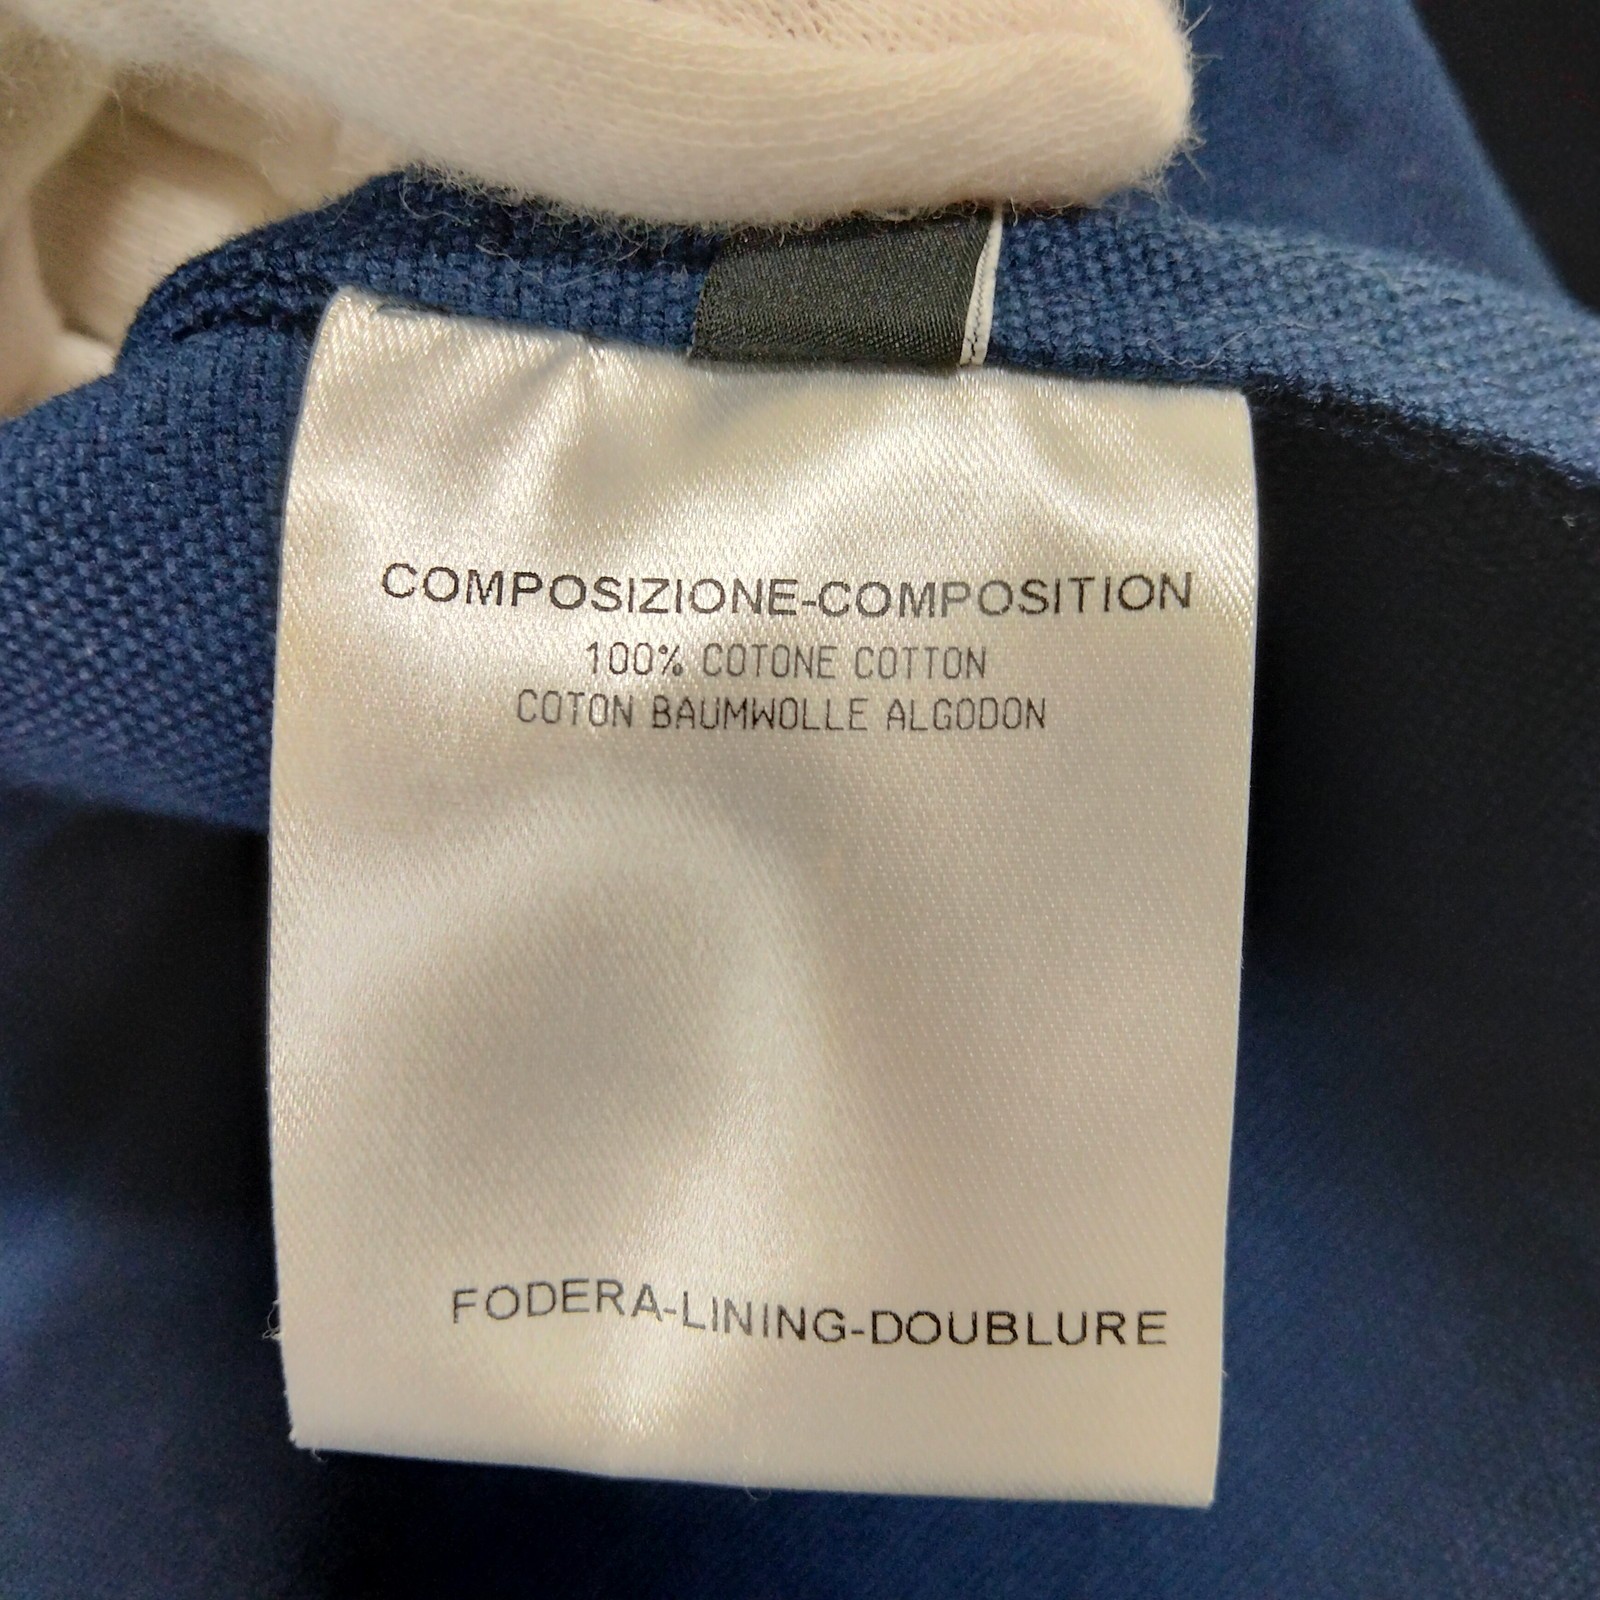 COMPOSIZIONE-COMPOSITION
100% COTONE COTTON
COTON BAUMWOLLE ALGODON
FODERA-LINING-DOUBLURE